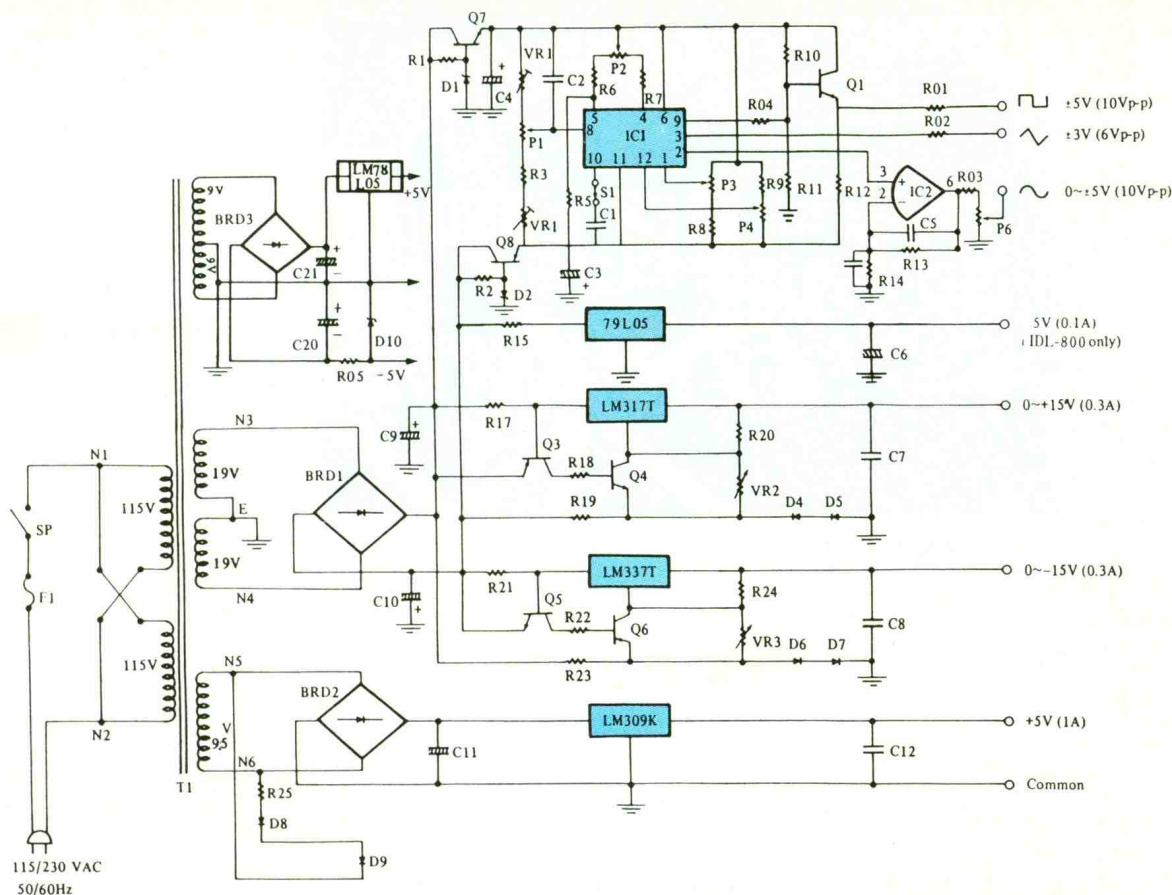 Q7
R1
D1
C4
VR1
C2
P2
R6
R7
R10
Q1
R01
±5V (10Vp-p)
R04
R02
±3V (6Vp-p)
5 4 6 9
8 IC1 3
2
10 11 12 1
P1
R3
VR1
R5
S1
C1
P3
R9
R11
R12
R8
P4
3
2
IC2
6
R03
0~±5V (10Vp-p)
C5
P6
R13
R14
Q8
R2
D2
C3
9V
LM78
L05
+5V
BRD3
9V
C21
C20
D10
R05
-5V
R15
79L05
C6
5V (0.1A)
(IDL-800 only)
C9
R17
LM317T
0~+15V (0.3A)
Q3
R18
Q4
R20
C7
VR2
R19
D4
D5
N3
19V
BRD1
E
19V
N4
C10
R21
LM337T
0~-15V (0.3A)
Q5
R22
Q6
R24
C8
VR3
R23
D6
D7
N1
115V
SP
F1
115V
N2
T1
N5
BRD2
9.5 V
N6
C11
LM309K
+5V (1A)
C12
Common
R25
D8
D9
115/230 VAC
50/60Hz